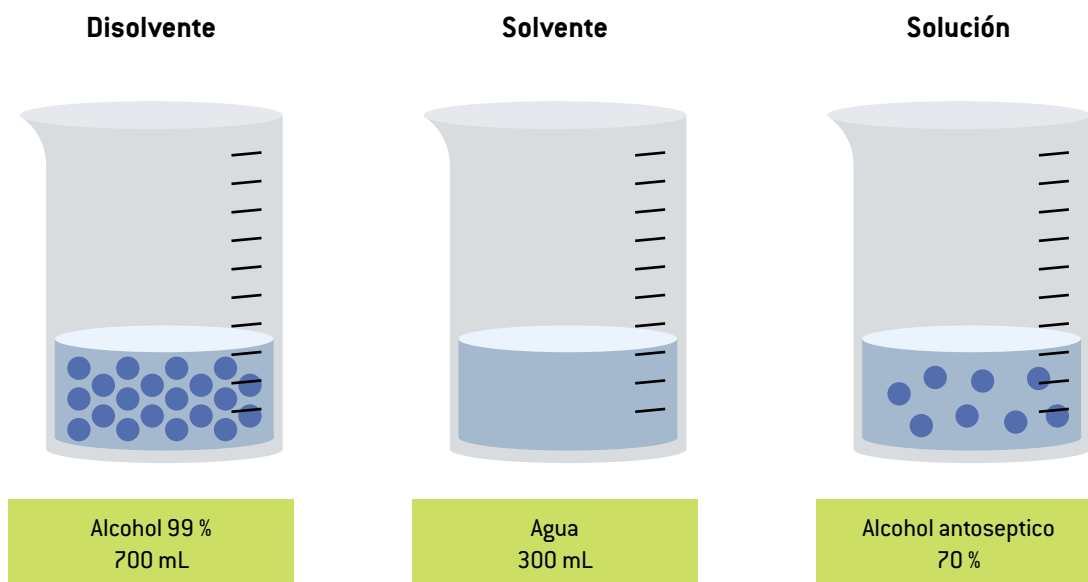 Disolvente
Solvente
Solución
Alcohol 99 %
700 mL
Agua
300 mL
Alcohol antoseptico
70 %